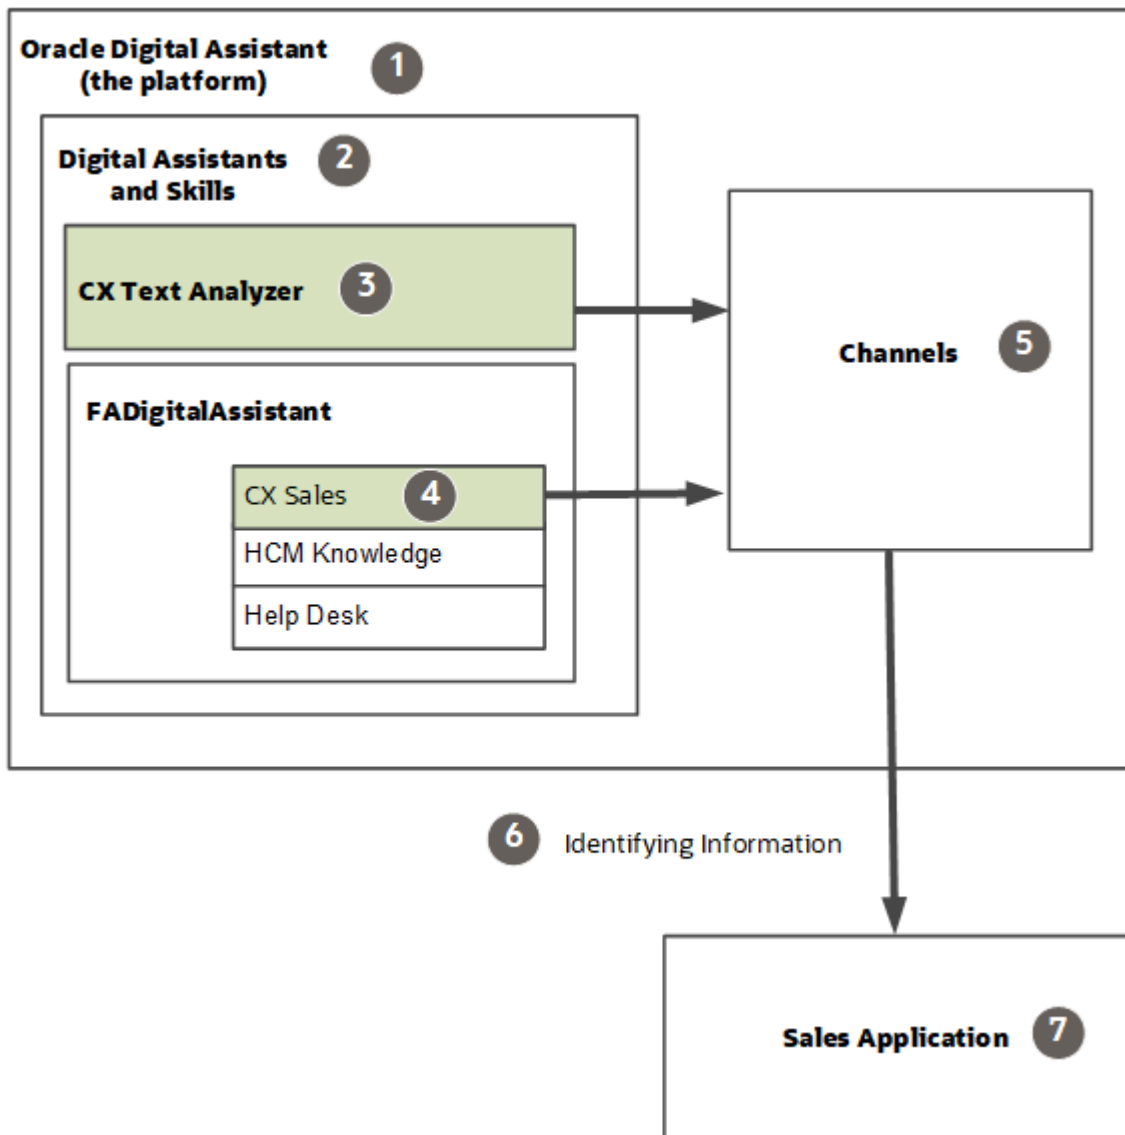 Oracle Digital Assistant
(the platform)
1
Digital Assistants
and Skills
2
CX Text Analyzer
3
FADigitalAssistant
CX Sales
4
HCM Knowledge
Help Desk
Channels
5
6
Identifying Information
Sales Application
7